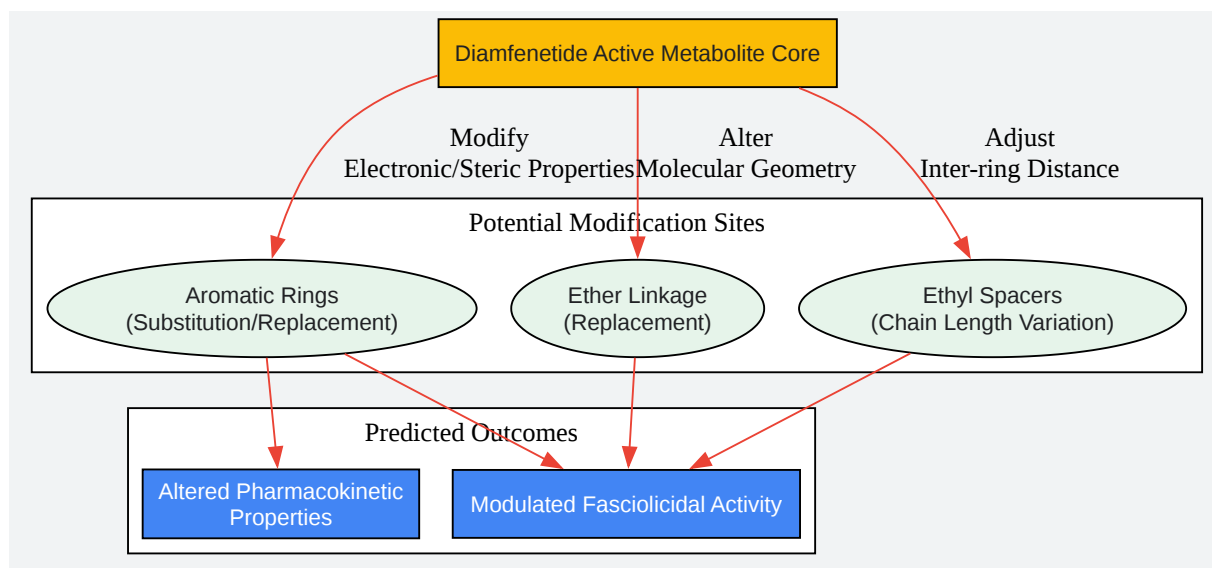 Diamfenetide Active Metabolite Core
Modify
Electronic/Steric Properties
Alter
Molecular Geometry
Adjust
Inter-ring Distance
Potential Modification Sites
Aromatic Rings
(Substitution/Replacement)
Ether Linkage
(Replacement)
Ethyl Spacers
(Chain Length Variation)
Predicted Outcomes
Altered Pharmacokinetic
Properties
Modulated Fasciolicidal Activity